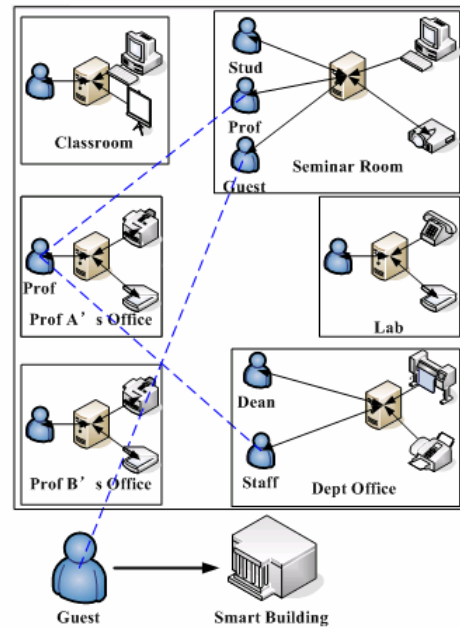 Stud
Classroom
Prof
Guest
Seminar Room
Prof
Prof A's Office
Lab
Dean
Prof B's Office
Staff
Dept Office
Guest
Smart Building